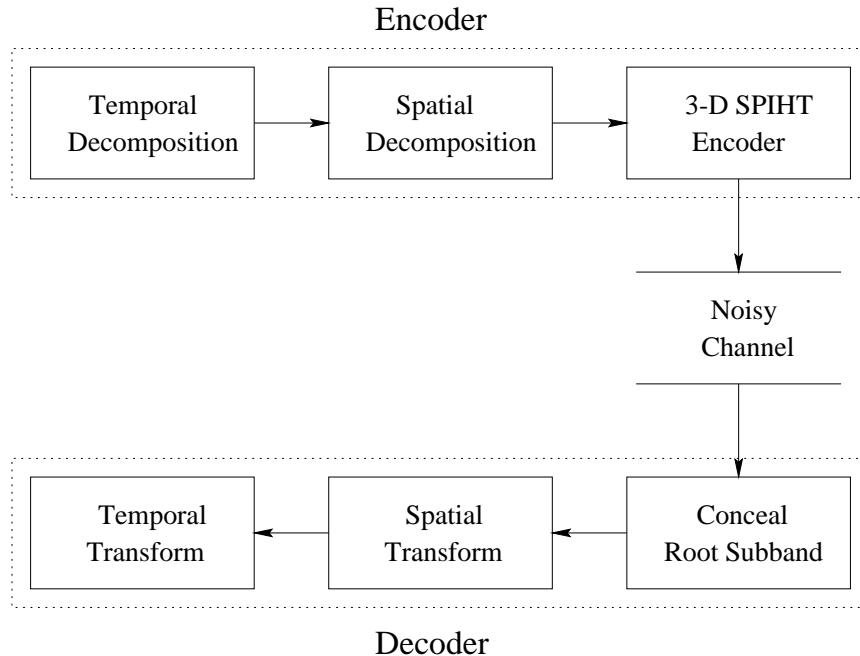 Encoder
Temporal
Decomposition
Spatial
Decomposition
3-D SPIHT
Encoder
Noisy
Channel
Temporal
Transform
Spatial
Transform
Conceal
Root Subband
Decoder